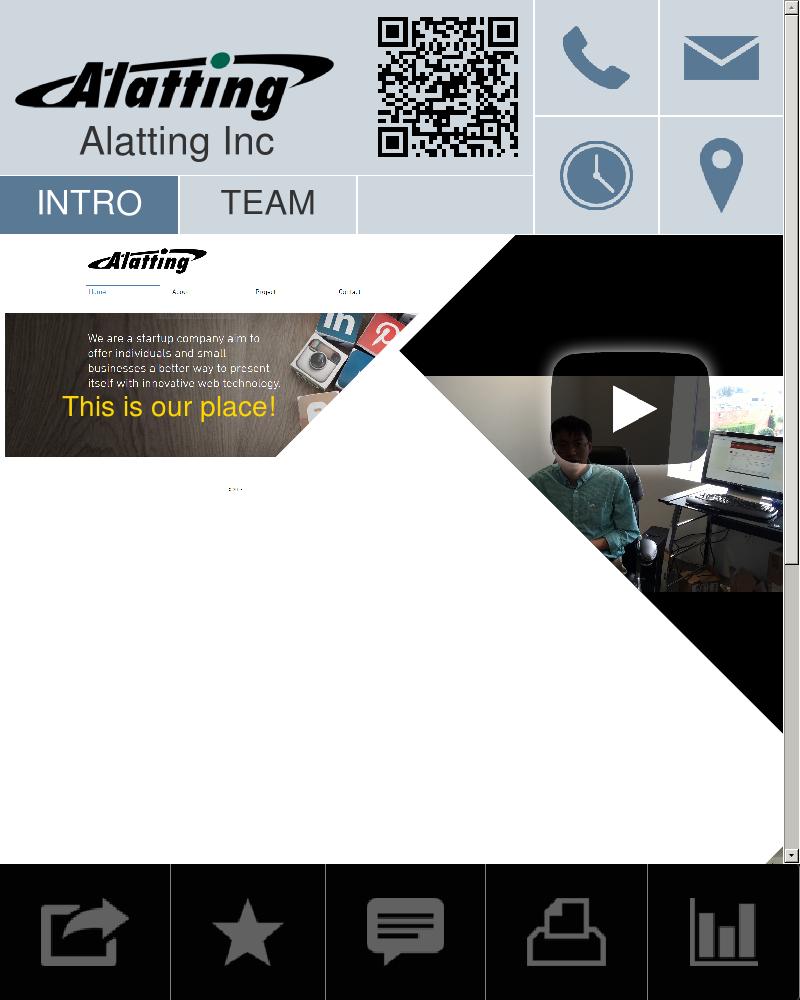 Alatting
Alatting Inc
INTRO
TEAM
Alatting
Home
About
Project
Contact
We are a startup company aim to
offer individuals and small
businesses a better way to present
itself with innovative web technology.
This is our place!
in